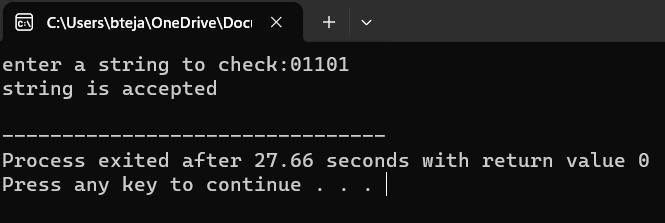 C:\Users\bteja\OneDrive\Docu
enter a string to check:01101
string is accepted
--------------------------------
Process exited after 27.66 seconds with return value 0
Press any key to continue . . .